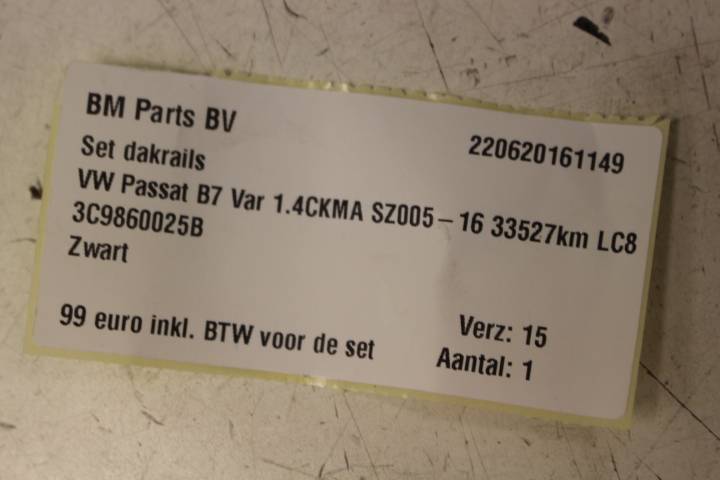 BM Parts BV
220620161149
Set dakrails
VW Passat B7 Var 1.4CKMA SZ005-16 33527km LC8
3C9860025B
Zwart
99 euro inkl. BTW voor de set
Verz: 15
Aantal: 1